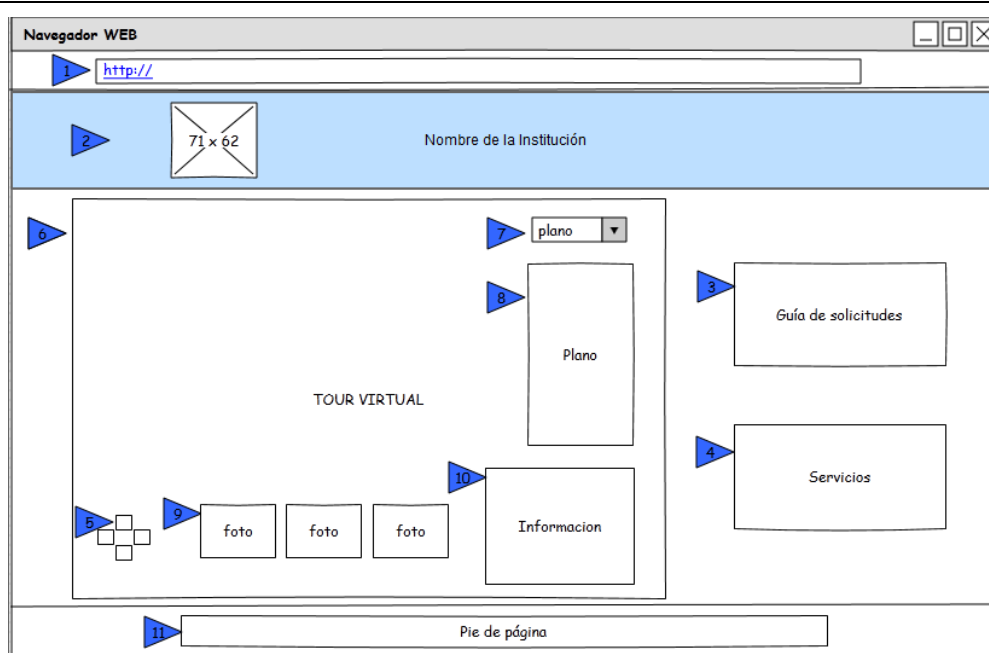 Navegador WEB
1 http://
2 71 x 62 Nombre de la Institución
6
7 plano
8 Plano
3 Guía de solicitudes
TOUR VIRTUAL
4 Servicios
10 Informacion
5
9 foto foto foto
11 Pie de página